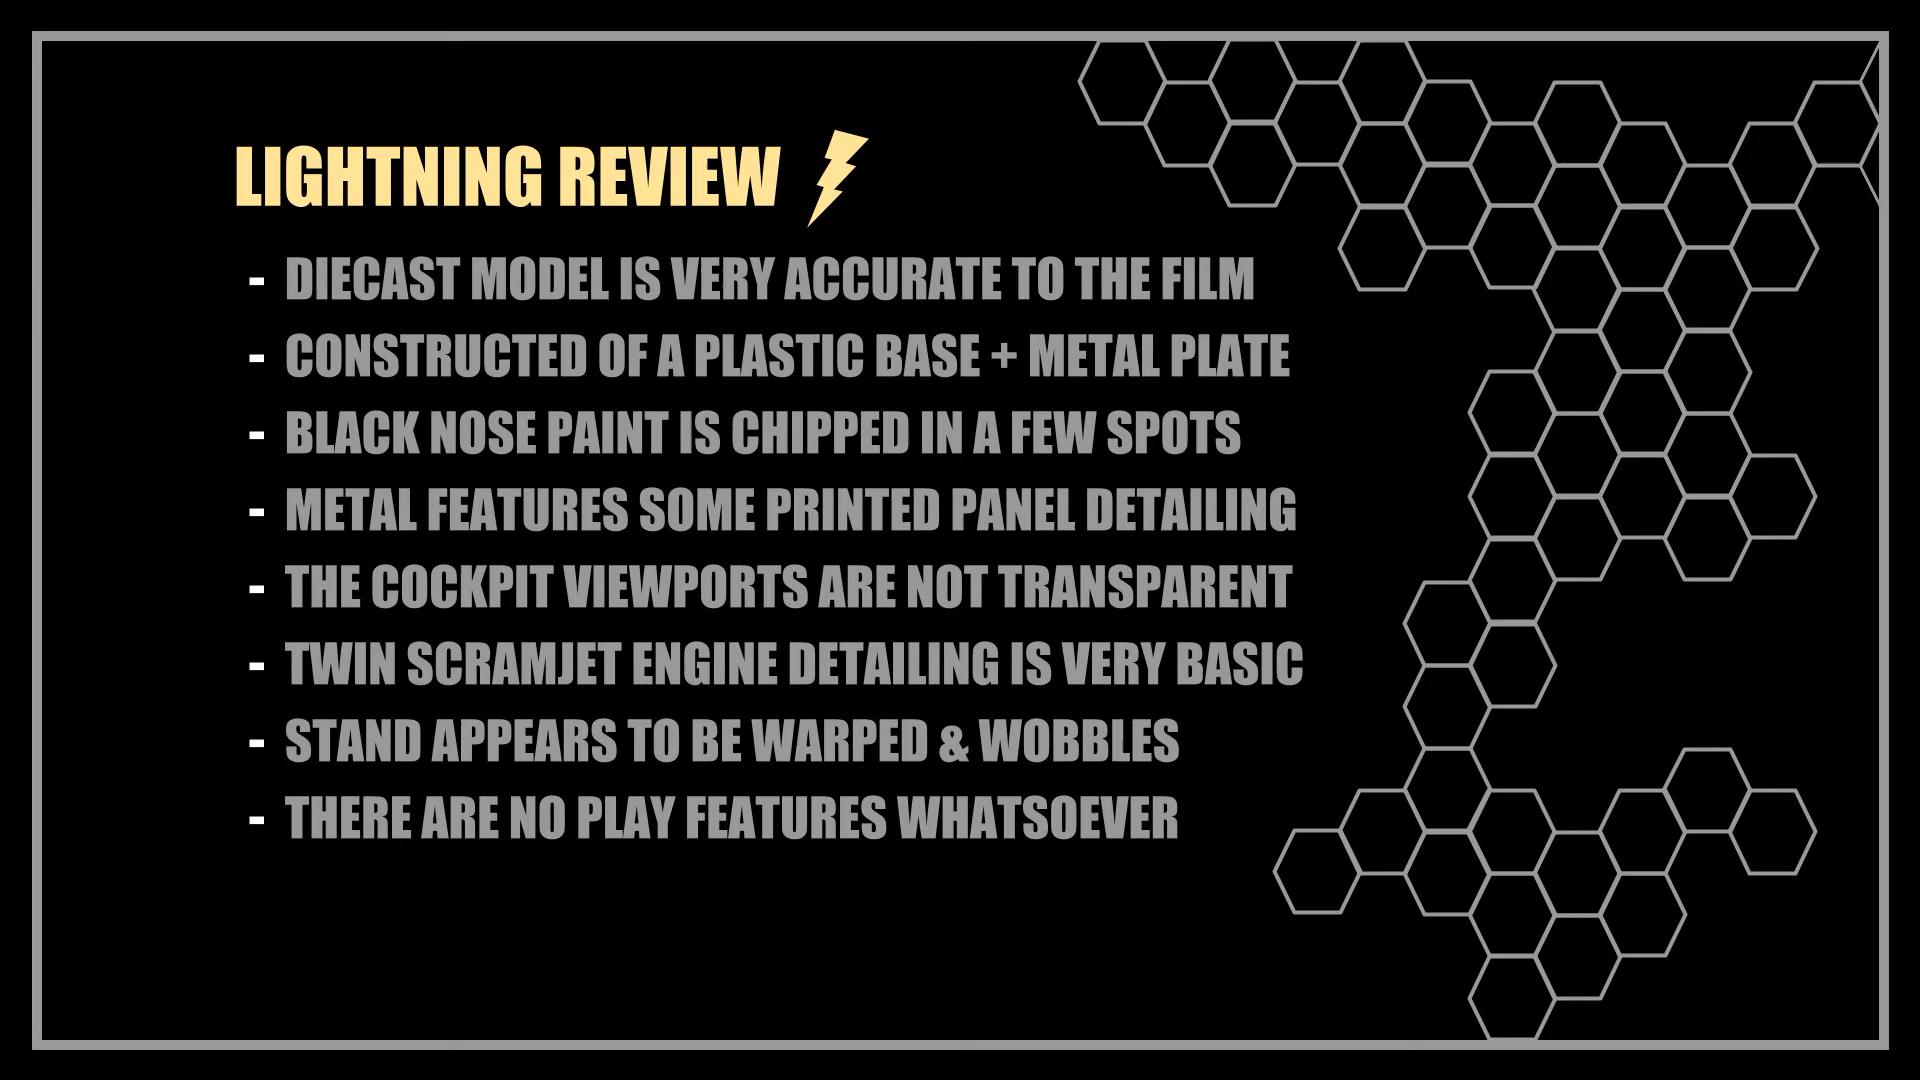 LIGHTNING REVIEW
- DIECAST MODEL IS VERY ACCURATE TO THE FILM
- CONSTRUCTED OF A PLASTIC BASE + METAL PLATE
- BLACK NOSE PAINT IS CHIPPED IN A FEW SPOTS
- METAL FEATURES SOME PRINTED PANEL DETAILING
- THE COCKPIT VIEWPORTS ARE NOT TRANSPARENT
- TWIN SCRAMJET ENGINE DETAILING IS VERY BASIC
- STAND APPEARS TO BE WARPED & WOBBLES
- THERE ARE NO PLAY FEATURES WHATSOEVER